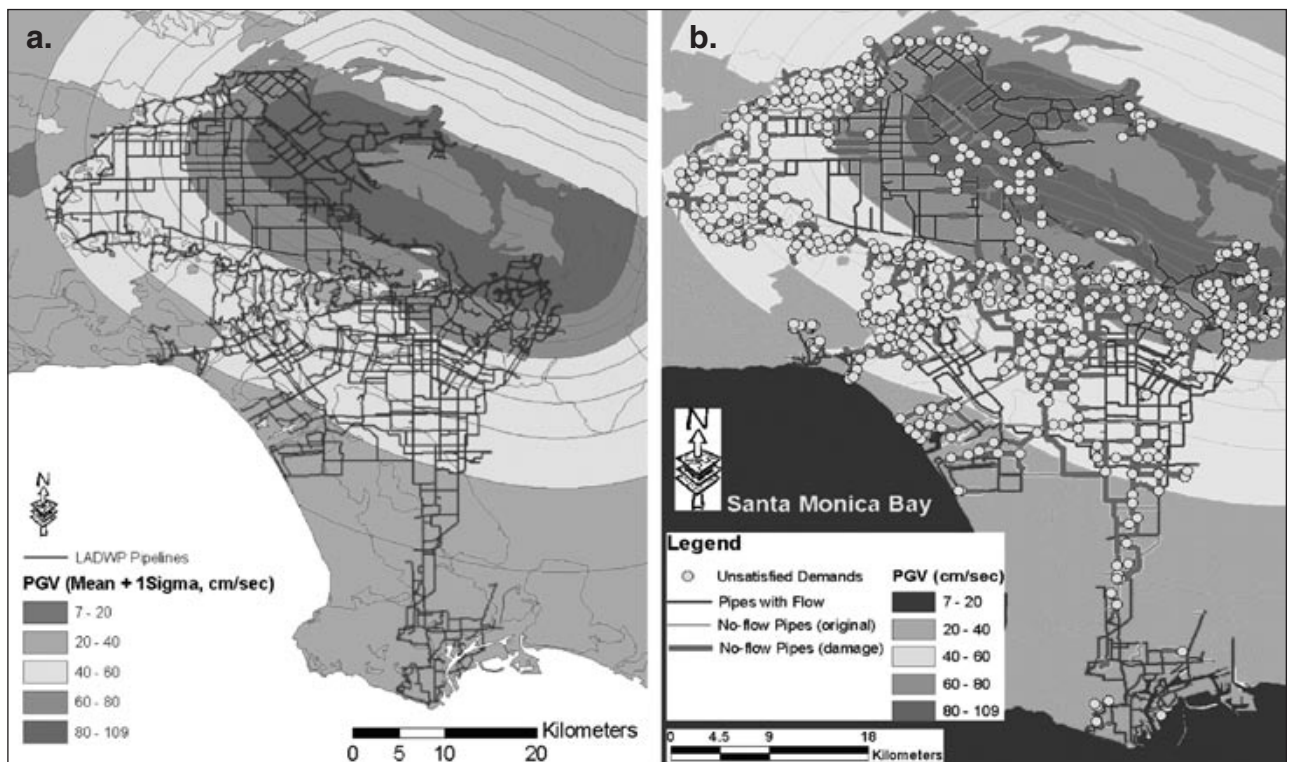 a.
N
LADWP Pipelines
PGV (Mean + 1Sigma, cm/sec)
7 - 20
20 - 40
40 - 60
60 - 80
80 - 109
Kilometers
0 5 10 20
b.
N
Santa Monica Bay
Legend
Unsatisfied Demands
Pipes with Flow
No-flow Pipes (original)
No-flow Pipes (damage)
PGV (cm/sec)
7 - 20
20 - 40
40 - 60
60 - 80
80 - 109
0 4.5 9 18
Kilometers